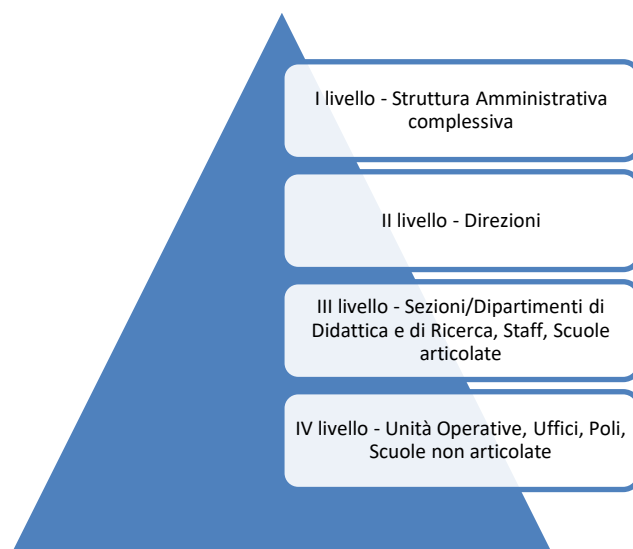 I livello - Struttura Amministrativa
complessiva
II livello - Direzioni
III livello - Sezioni/Dipartimenti di
Didattica e di Ricerca, Staff, Scuole
articolate
IV livello - Unità Operative, Uffici, Poli,
Scuole non articolate